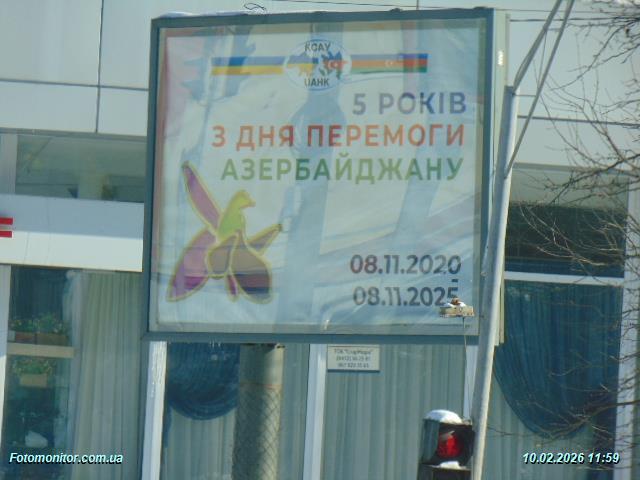 КСАУ
UAHK
5 РОКІВ
З ДНЯ ПЕРЕМОГИ
АЗЕРБАЙДЖАНУ
08.11.2020
-
08.11.2025
Fotomonitor.com.ua
10.02.2026 11:59